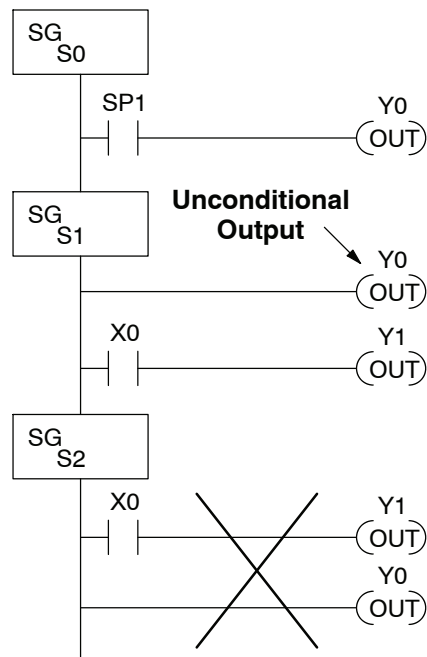 SG
S0
SP1
Y0
OUT
SG
S1
Unconditional
Output
Y0
OUT
X0
Y1
OUT
SG
S2
X0
Y1
OUT
Y0
OUT